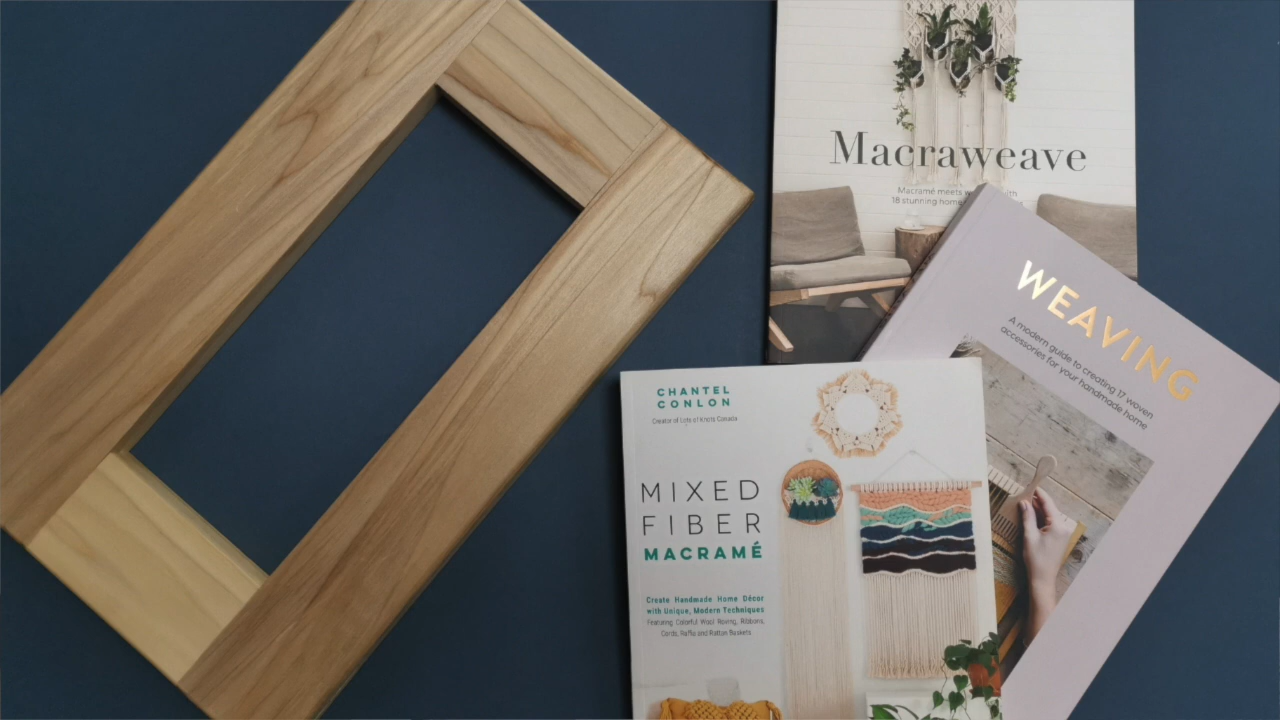 Macraweave
Macramé meets
18 stunning home
WEAVING
A modern guide to creating 17 woven
accessories for your handmade home
CHANTEL
CONLON
Creator of Lots of Knots Canada
MIXED
FIBER
MACRAMÉ
Create Handmade Home Décor
with Unique, Modern Techniques
Featuring Colorful Wool Roving, Ribbons,
Cords, Raffia and Rattan Baskets